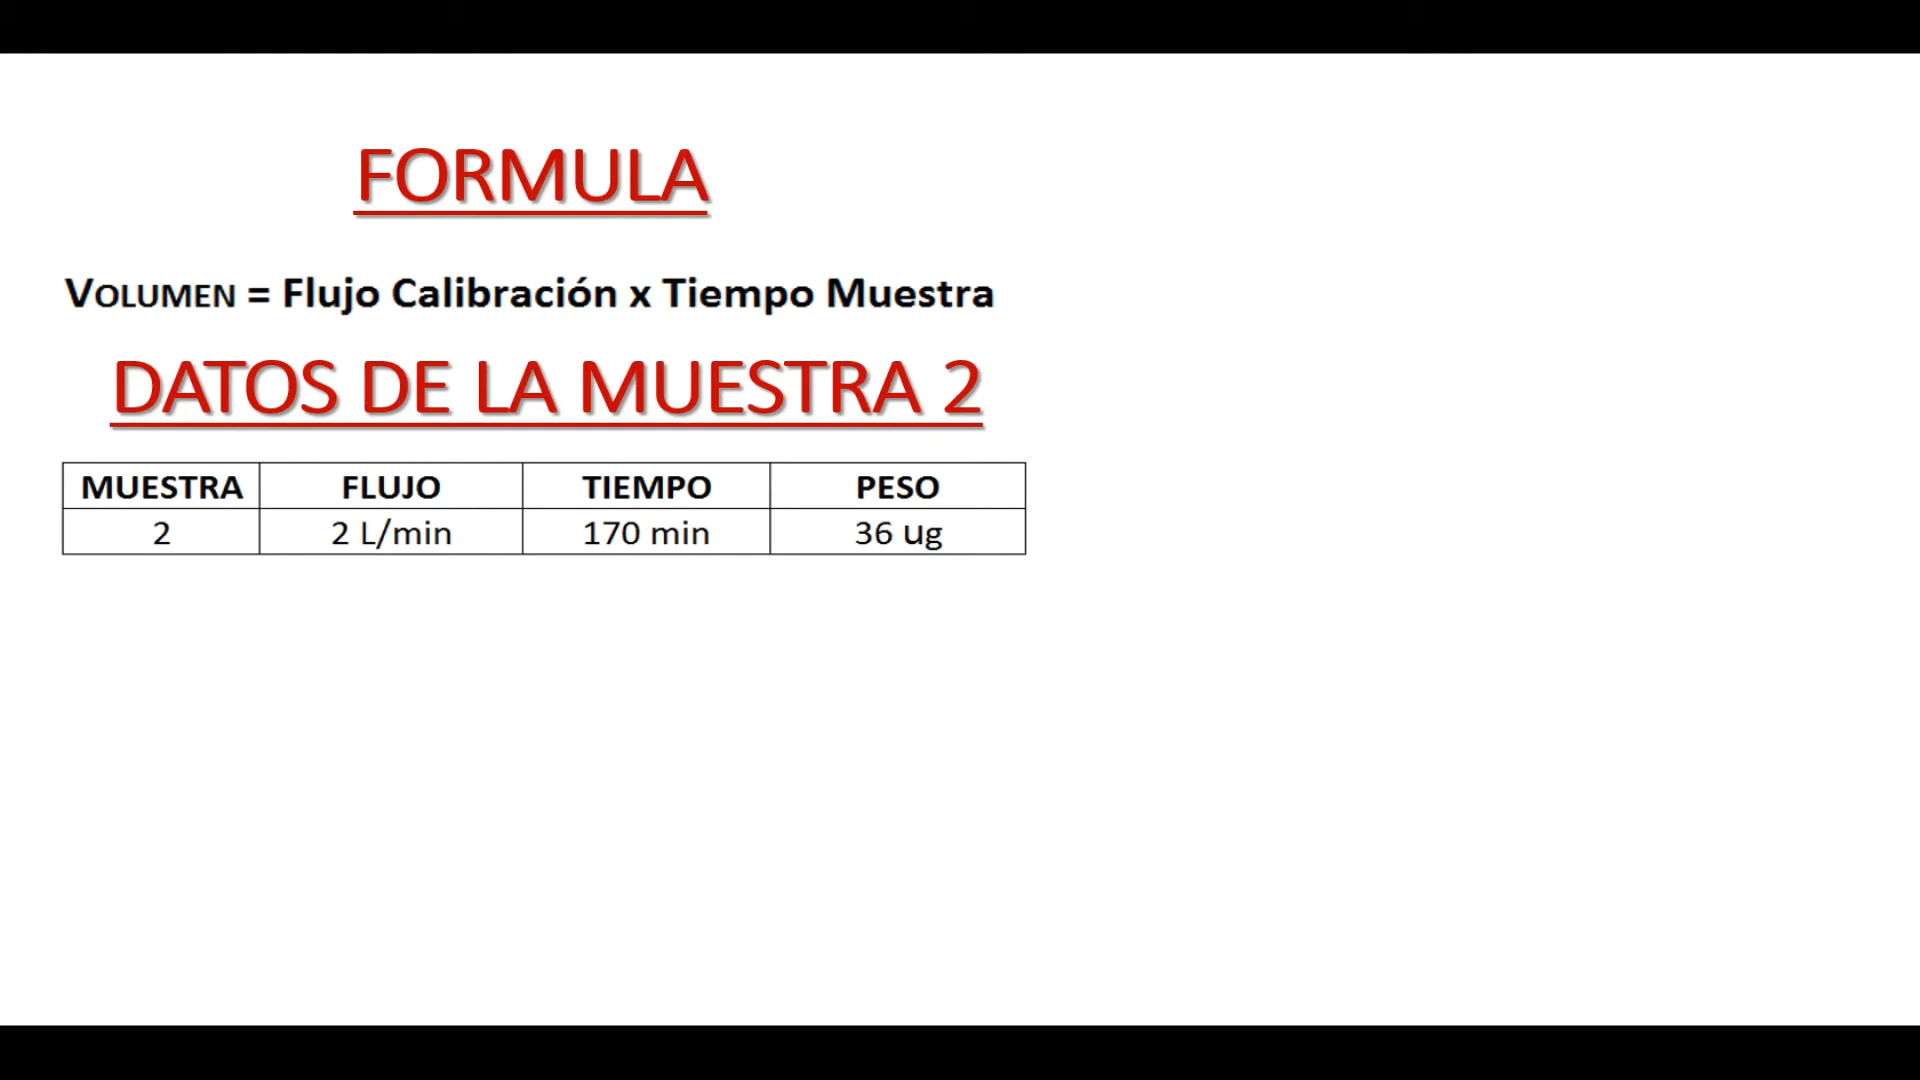 FORMULA
VOLUMEN = Flujo Calibración x Tiempo Muestra
DATOS DE LA MUESTRA 2
MUESTRA FLUJO TIEMPO PESO
2 2 L/min 170 min 36 ug